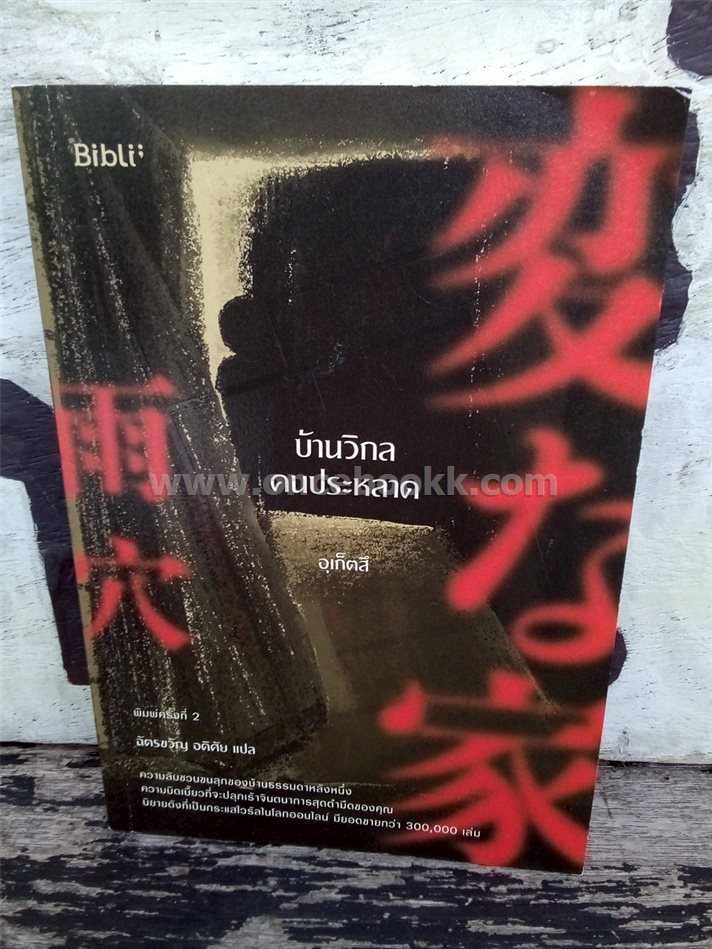 Bibli;
変な家
雨穴
บ้านวิกล
คนประหลาด
www.oncebookk.com
อุเก็ตสึ
พิมพ์ครั้งที่ 2
ฉัตรขวัญ อดิศัย แปล
ความลับชวนขนลุกของบ้านธรรมดาหลังหนึ่ง
ความบิดเบี้ยวที่จะปลุกเร้าจินตนาการสุดดำมืดของคุณ
นิยายดังที่เป็นกระแสไวรัลในโลกออนไลน์ มียอดขายกว่า 300,000 เล่ม